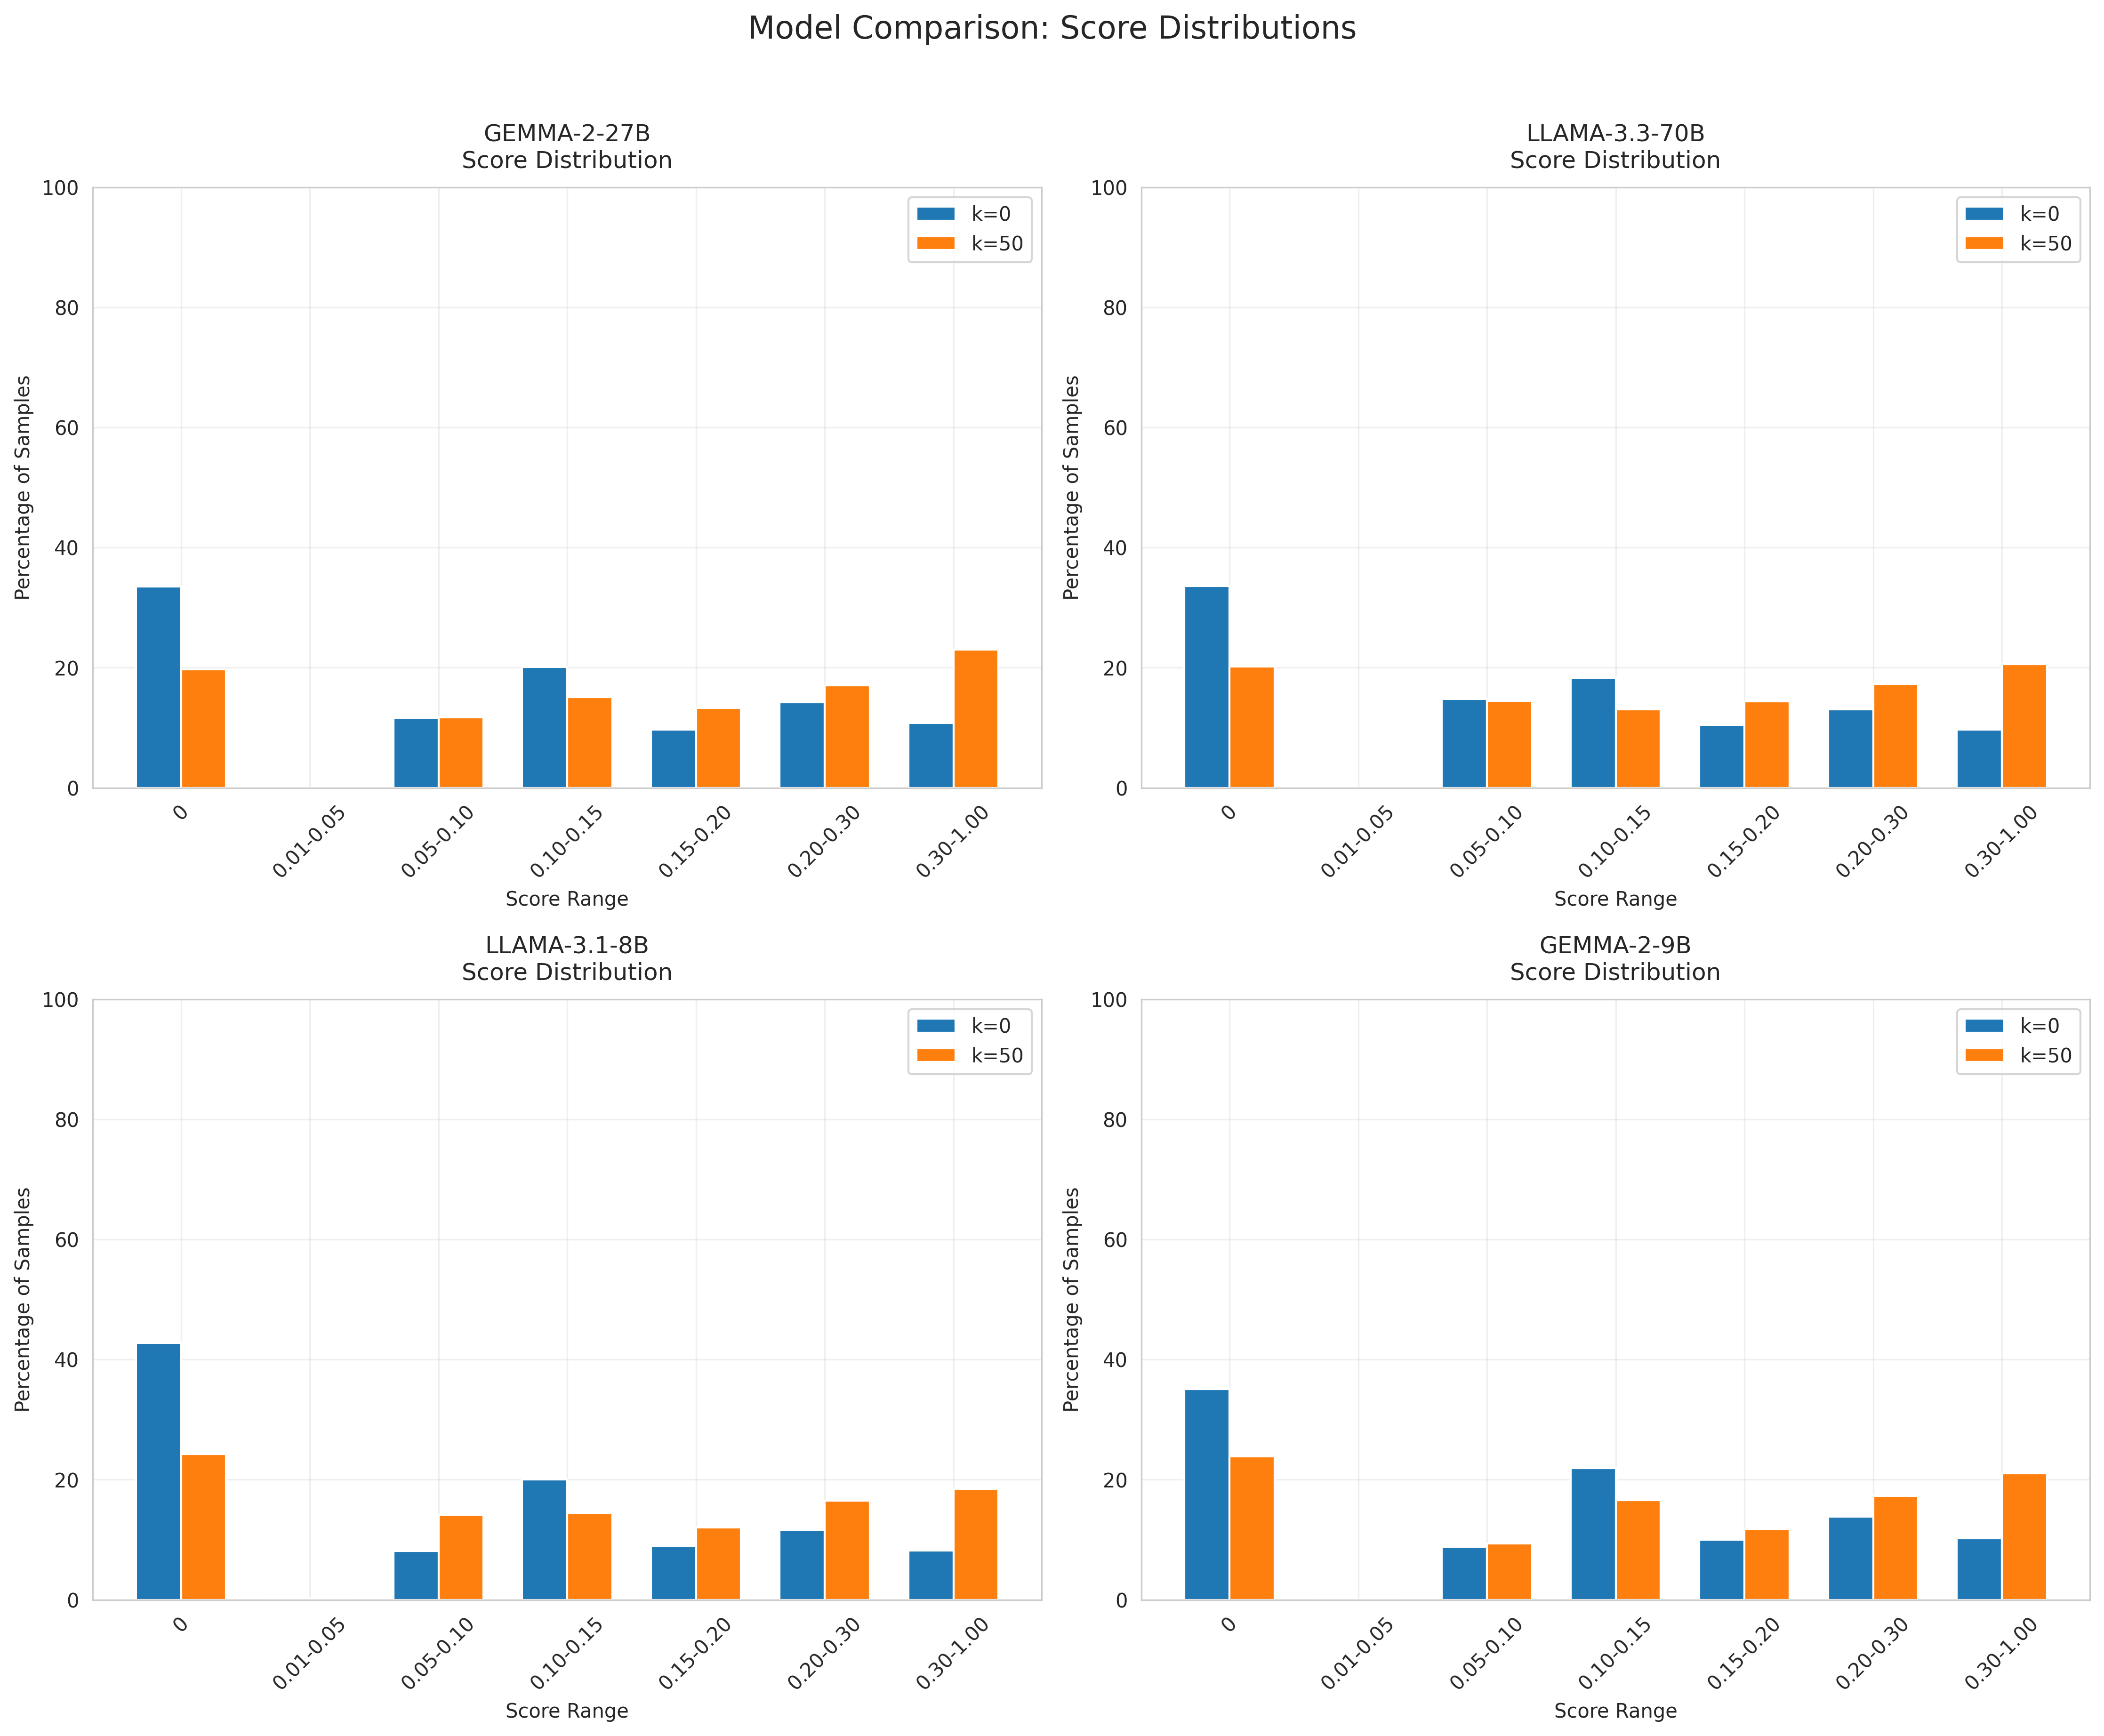 Model Comparison: Score Distributions
GEMMA-2-27B
Score Distribution
100
80
60
40
20
0
Percentage of Samples
k=0
k=50
0
0.01-0.05
0.05-0.10
0.10-0.15
0.15-0.20
0.20-0.30
0.30-1.00
Score Range
LLAMA-3.3-70B
Score Distribution
100
80
60
40
20
0
Percentage of Samples
k=0
k=50
0
0.01-0.05
0.05-0.10
0.10-0.15
0.15-0.20
0.20-0.30
0.30-1.00
Score Range
LLAMA-3.1-8B
Score Distribution
100
80
60
40
20
0
Percentage of Samples
k=0
k=50
0
0.01-0.05
0.05-0.10
0.10-0.15
0.15-0.20
0.20-0.30
0.30-1.00
Score Range
GEMMA-2-9B
Score Distribution
100
80
60
40
20
0
Percentage of Samples
k=0
k=50
0
0.01-0.05
0.05-0.10
0.10-0.15
0.15-0.20
0.20-0.30
0.30-1.00
Score Range